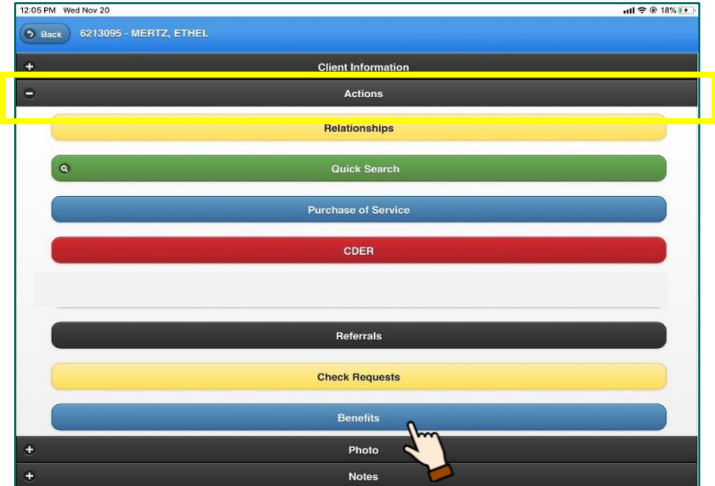 12:05 PM Wed Nov 20 18%
Back 6213095 - MERTZ, ETHEL
Client Information
Actions
Relationships
Quick Search
Purchase of Service
CDER
Referrals
Check Requests
Benefits
Photo
Notes